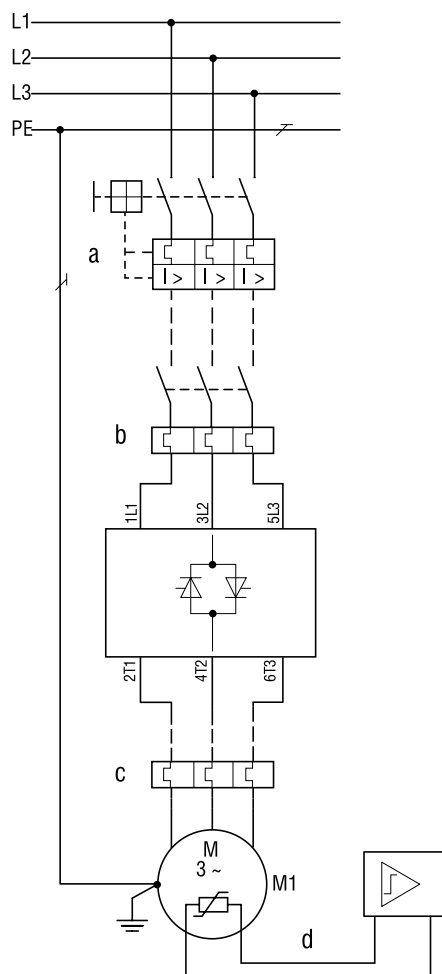 L1
L2
L3
PE
a
I > I > I >
b
1L1 3L2 5L3
2T1 4T2 6T3
c
M
3 ~
M1
d